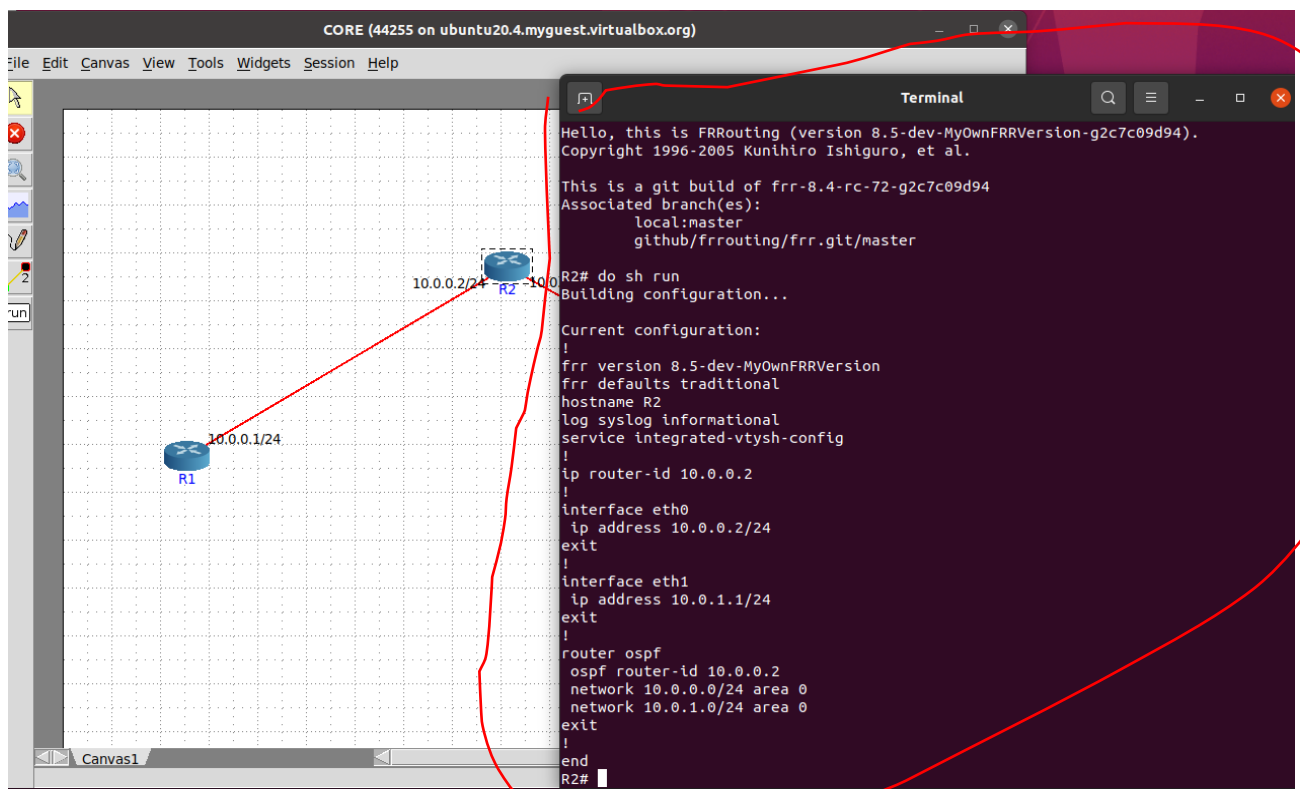 CORE (44255 on ubuntu20.4.myguest.virtualbox.org)
File Edit Canvas View Tools Widgets Session Help
Terminal
2
run
10.0.0.2/24
R2
10.0
10.0.0.1/24
R1
Canvas1
Hello, this is FRRouting (version 8.5-dev-MyOwnFRRVersion-g2c7c09d94).
Copyright 1996-2005 Kunihiro Ishiguro, et al.
This is a git build of frr-8.4-rc-72-g2c7c09d94
Associated branch(es):
local:master
github/frrouting/frr.git/master
R2# do sh run
Building configuration...
Current configuration:
!
frr version 8.5-dev-MyOwnFRRVersion
frr defaults traditional
hostname R2
log syslog informational
service integrated-vtysh-config
!
ip router-id 10.0.0.2
!
interface eth0
ip address 10.0.0.2/24
exit
!
interface eth1
ip address 10.0.1.1/24
exit
!
router ospf
ospf router-id 10.0.0.2
network 10.0.0.0/24 area 0
network 10.0.1.0/24 area 0
exit
!
end
R2#